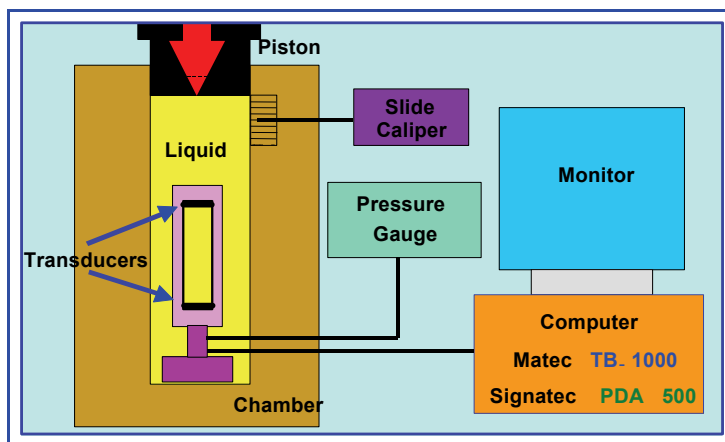 Piston
Slide
Caliper
Liquid
Monitor
Pressure
Gauge
Transducers
Computer
Matec TB- 1000
Signatec PDA 500
Chamber